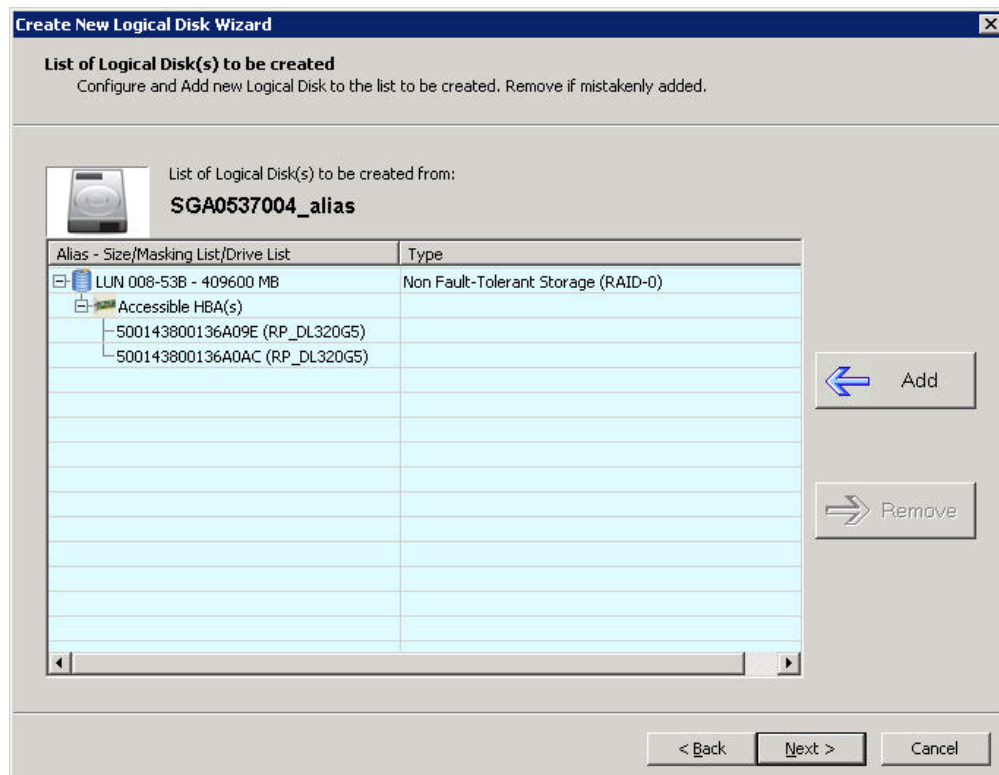 Create New Logical Disk Wizard
List of Logical Disk(s) to be created
Configure and Add new Logical Disk to the list to be created. Remove if mistakenly added.
List of Logical Disk(s) to be created from:
SGA0537004_alias
Alias - Size/Masking List/Drive List Type
LUN 008-53B - 409600 MB Non Fault-Tolerant Storage (RAID-0)
Accessible HBA(s)
500143800136A09E (RP_DL320G5)
500143800136A0AC (RP_DL320G5)
Add
Remove
< Back Next > Cancel